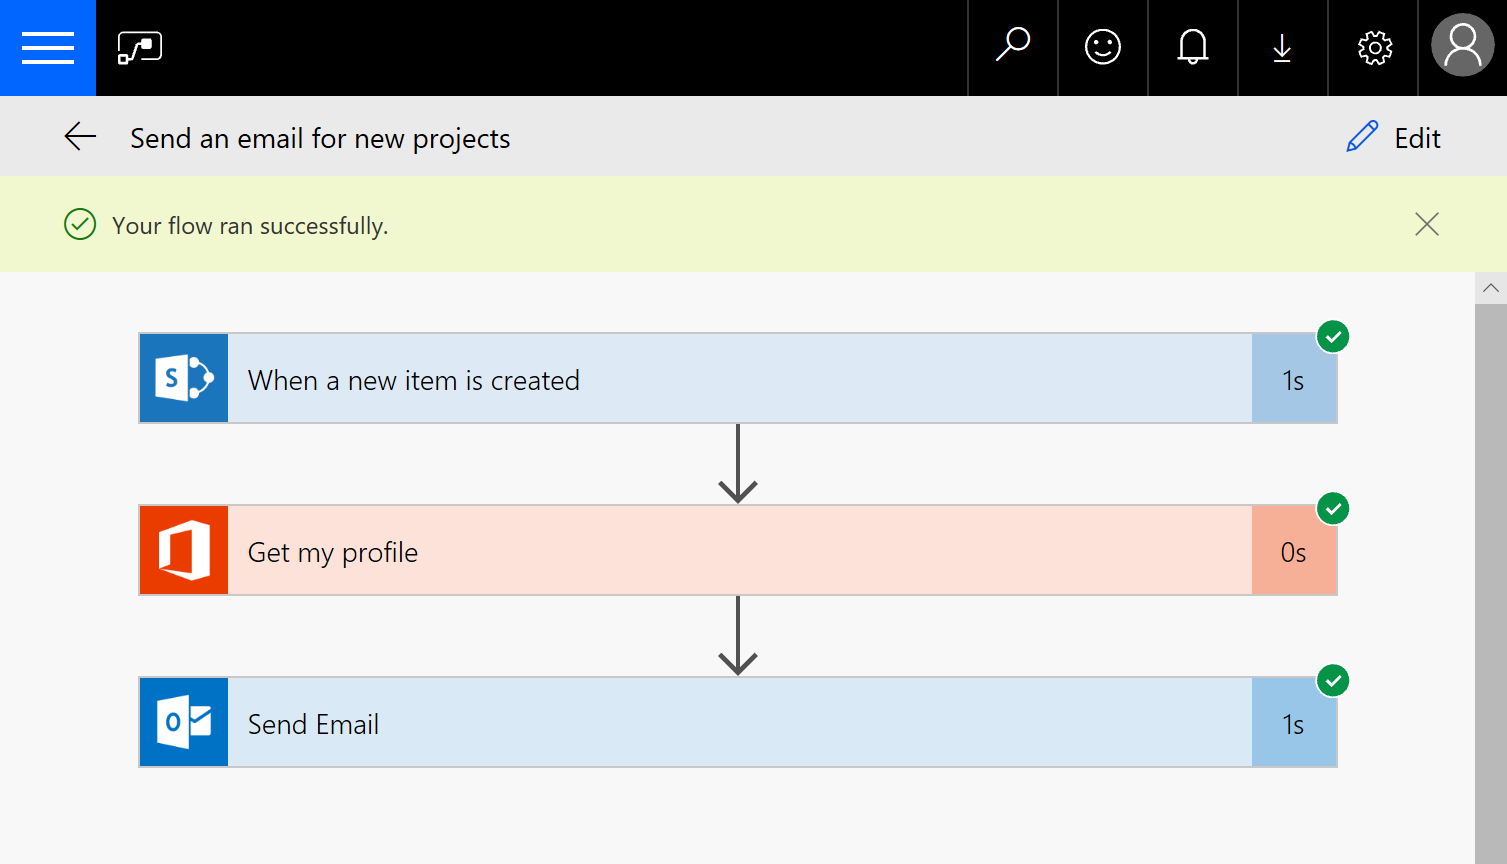 Send an email for new projects
Edit
Your flow ran successfully.
S
When a new item is created
1s
Get my profile
0s
O
Send Email
1s